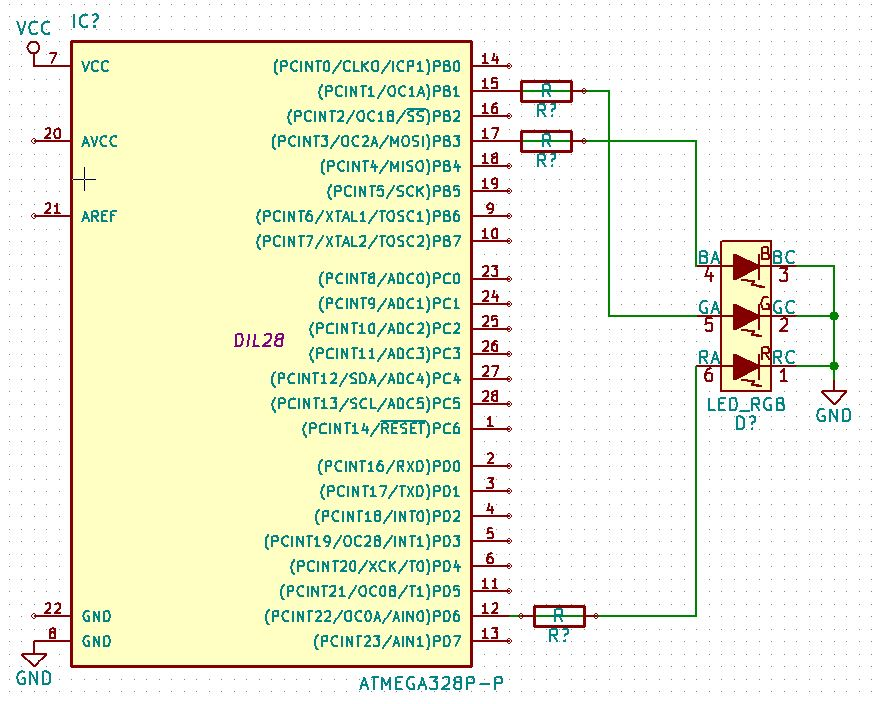 VCC
IC?
7 VCC
20 AVCC
21 AREF
22 GND
8 GND
GND
DIL28
(PCINT0/CLKO/ICP1)PB0 14
(PCINT1/OC1A)PB1 15
(PCINT2/OC1B/SS)PB2 16
(PCINT3/OC2A/MOSI)PB3 17
(PCINT4/MISO)PB4 18
(PCINT5/SCK)PB5 19
(PCINT6/XTAL1/TOSC1)PB6 9
(PCINT7/XTAL2/TOSC2)PB7 10
(PCINT8/ADC0)PC0 23
(PCINT9/ADC1)PC1 24
(PCINT10/ADC2)PC2 25
(PCINT11/ADC3)PC3 26
(PCINT12/SDA/ADC4)PC4 27
(PCINT13/SCL/ADC5)PC5 28
(PCINT14/RESET)PC6 1
(PCINT16/RXD)PD0 2
(PCINT17/TXD)PD1 3
(PCINT18/INT0)PD2 4
(PCINT19/OC2B/INT1)PD3 5
(PCINT20/XCK/T0)PD4 6
(PCINT21/OC0B/T1)PD5 11
(PCINT22/OC0A/AIN0)PD6 12
(PCINT23/AIN1)PD7 13
ATMEGA328P-P
R
R?
R
R?
R
R?
BA B BC
4 3
GA G GC
5 2
RA R RC
6 1
LED_RGB
D?
GND